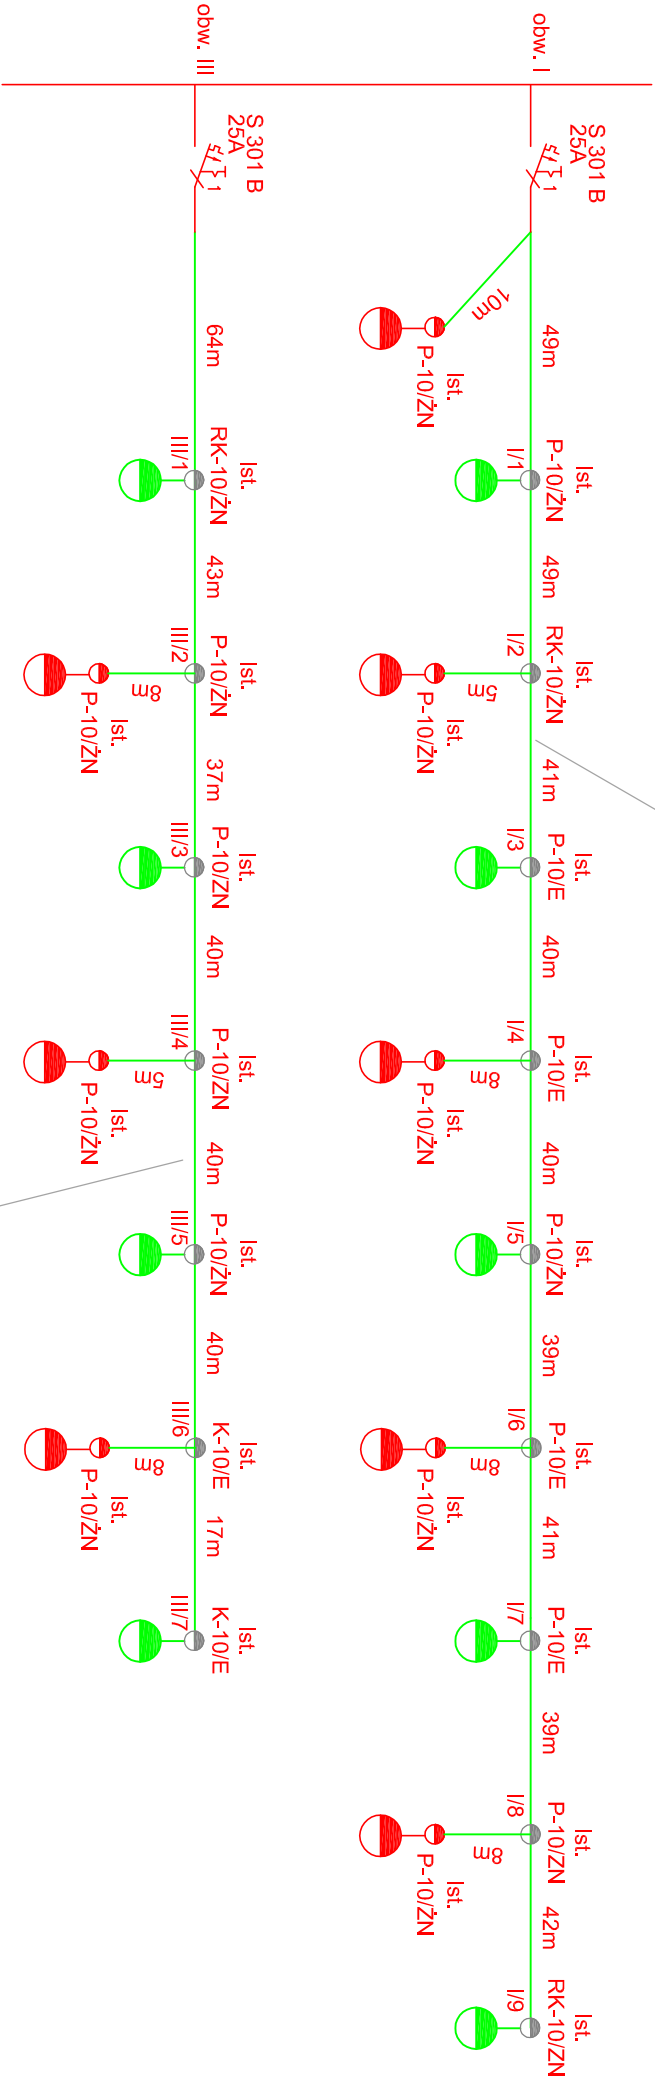 obw. I
S 301 B
25A
1
10m
Ist.
P-10/ŻN
49m
Ist.
P-10/ŻN
I/1
49m
Ist.
RK-10/ŻN
I/2
5m
Ist.
P-10/ŻN
41m
Ist.
P-10/E
I/3
40m
Ist.
P-10/E
I/4
8m
Ist.
P-10/ŻN
40m
Ist.
P-10/ŻN
I/5
39m
Ist.
P-10/E
I/6
8m
Ist.
P-10/ŻN
41m
Ist.
P-10/E
I/7
39m
Ist.
P-10/ZN
I/8
8m
Ist.
P-10/ŻN
42m
Ist.
RK-10/ZN
I/9
obw. III
S 301 B
25A
1
64m
Ist.
RK-10/ŻN
III/1
43m
Ist.
P-10/ŻN
III/2
8m
Ist.
P-10/ŻN
37m
Ist.
P-10/ZN
III/3
40m
Ist.
P-10/ZN
III/4
5m
Ist.
P-10/ŻN
40m
Ist.
P-10/ŻN
III/5
40m
Ist.
K-10/E
III/6
8m
Ist.
P-10/ŻN
17m
Ist.
K-10/E
III/7